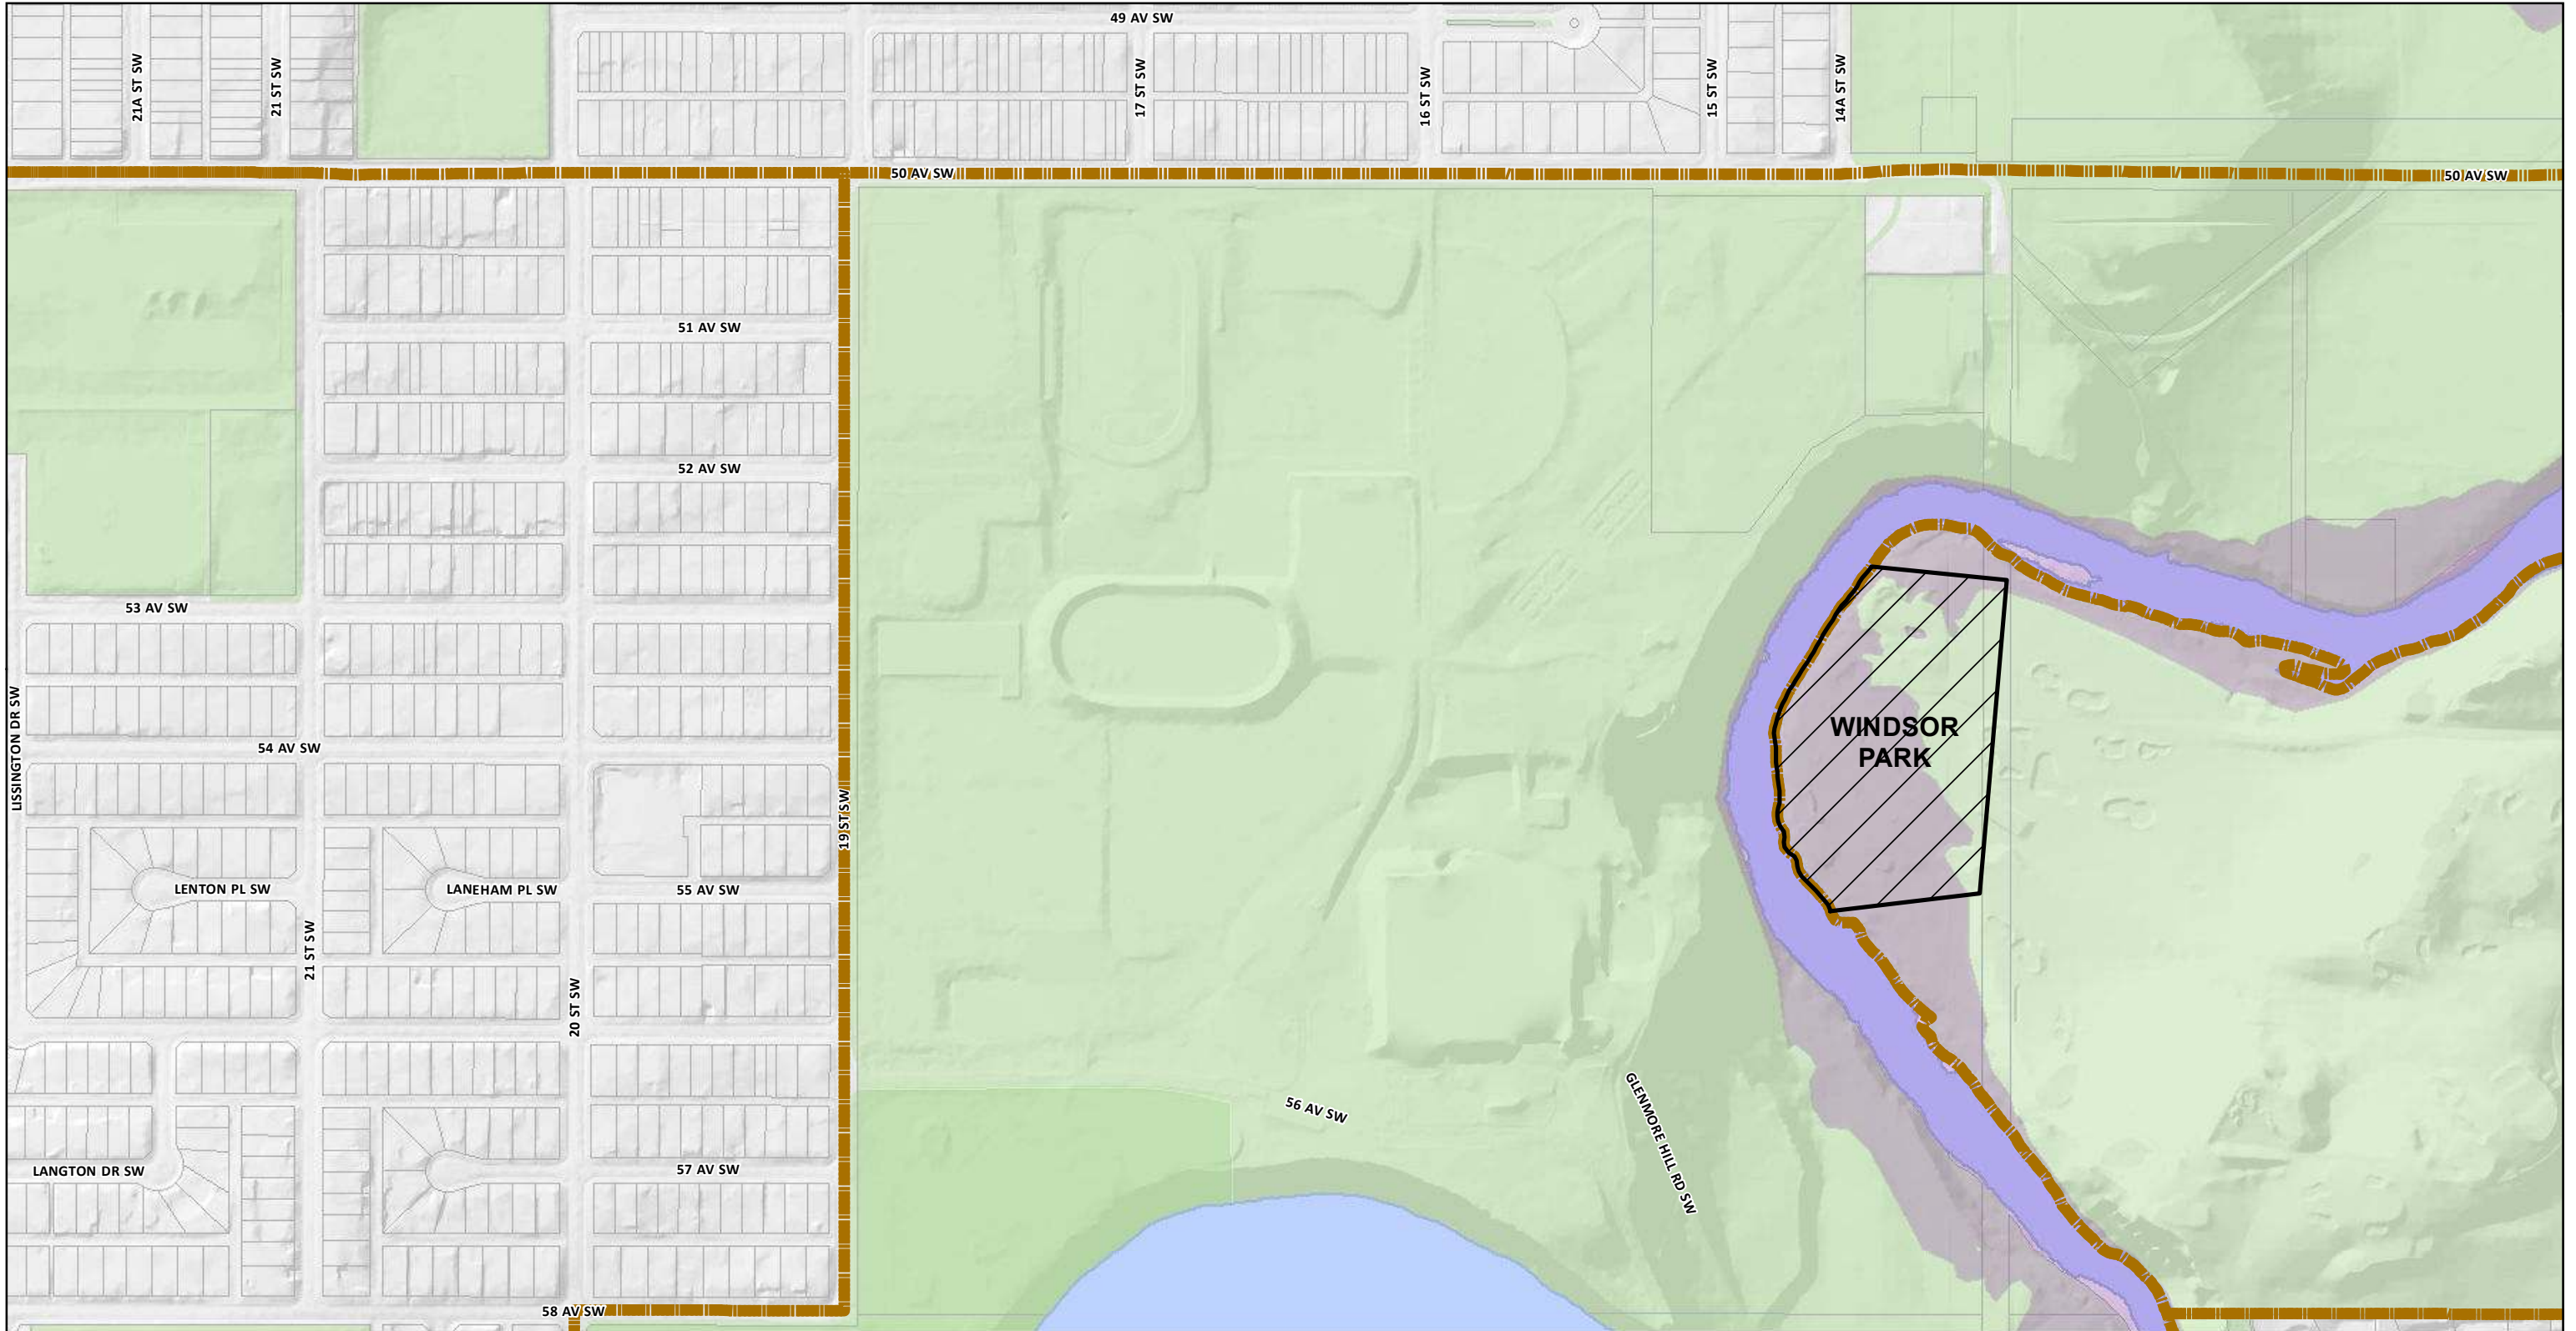 49 AV SW
21A ST SW
21 ST SW
17 ST SW
16 ST SW
15 ST SW
14A ST SW
50 AV SW
50 AV SW
51 AV SW
52 AV SW
53 AV SW
LISSINGTON DR SW
54 AV SW
19 ST SW
WINDSOR
PARK
LENTON PL SW
LANEHAM PL SW
55 AV SW
21 ST SW
20 ST SW
56 AV SW
GLENMORE HILL RD SW
LANGTON DR SW
57 AV SW
58 AV SW